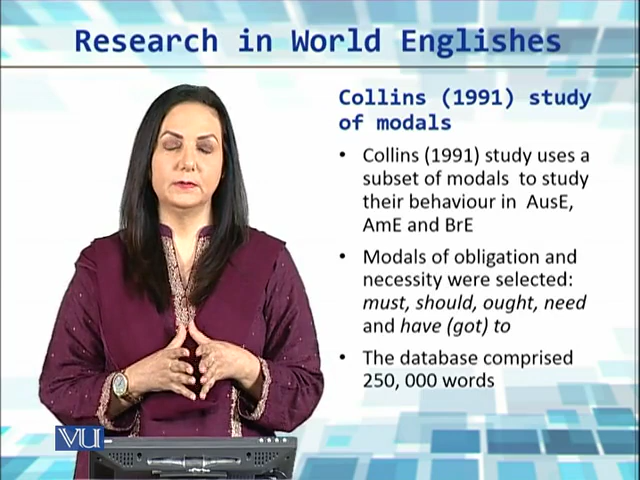 Research in World Englishes
Collins (1991) study
of modals
• Collins (1991) study uses a
subset of modals to study
their behaviour in AusE,
AmE and BrE
• Modals of obligation and
necessity were selected:
must, should, ought, need
and have (got) to
• The database comprised
250, 000 words
VU